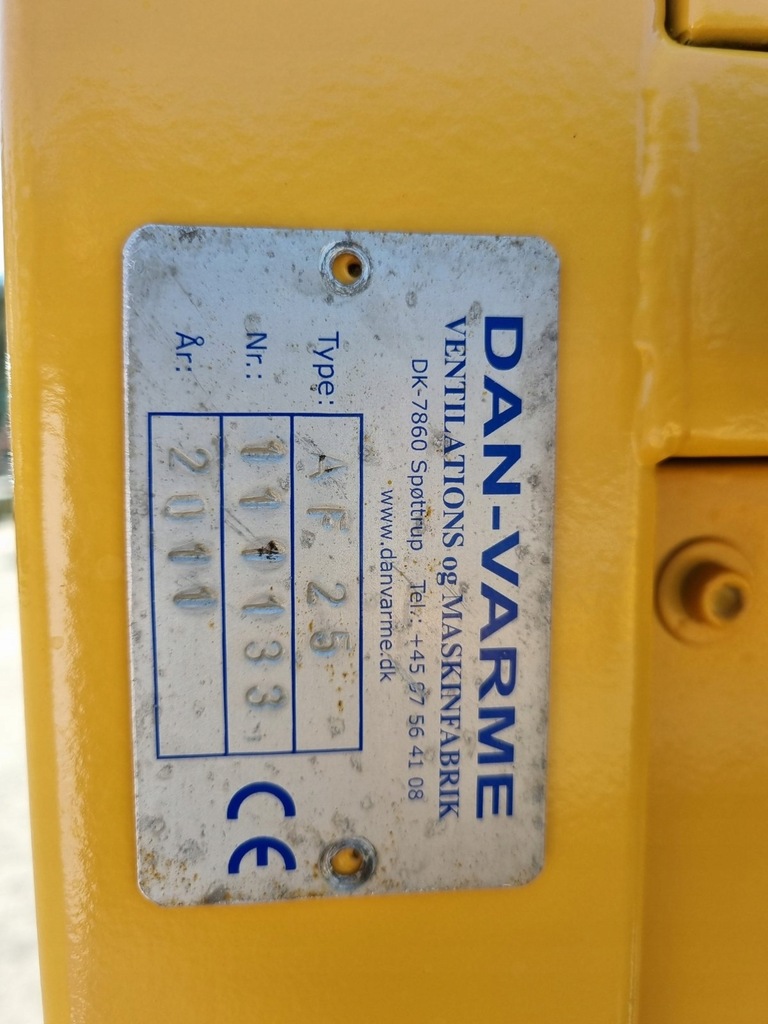 DAN-VARME
VENTILATIONS og MASKINFABRIK
DK-7860 Spøttrup Tel.: +45 97 56 41 08
www.danvarme.dk
Type: AF 25
Nr.:
År: 2011
CE